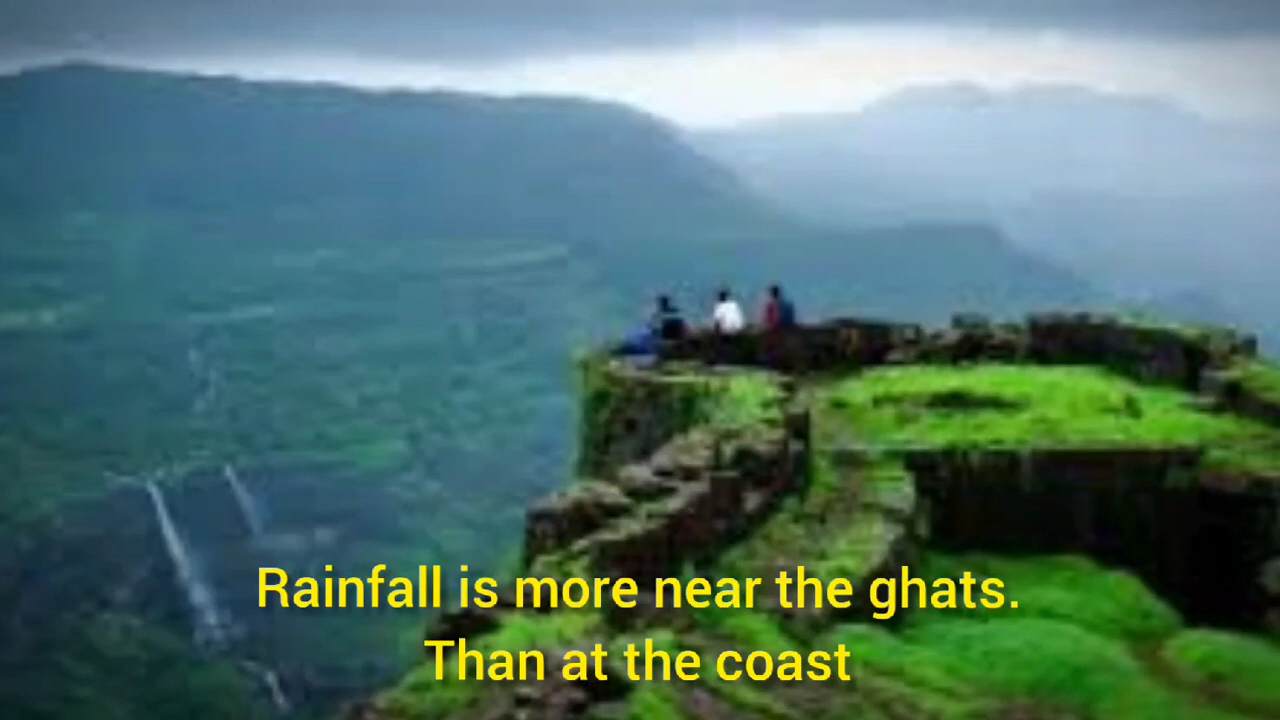 Rainfall is more near the ghats.
Than at the coast